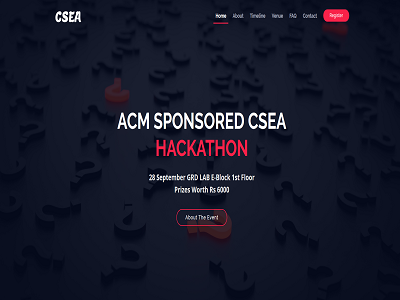 CSEA
Home About Timeline Venue FAQ Contact Register
ACM SPONSORED CSEA
HACKATHON
28 September GRD LAB E-Block 1st Floor
Prizes Worth Rs 6000
About The Event